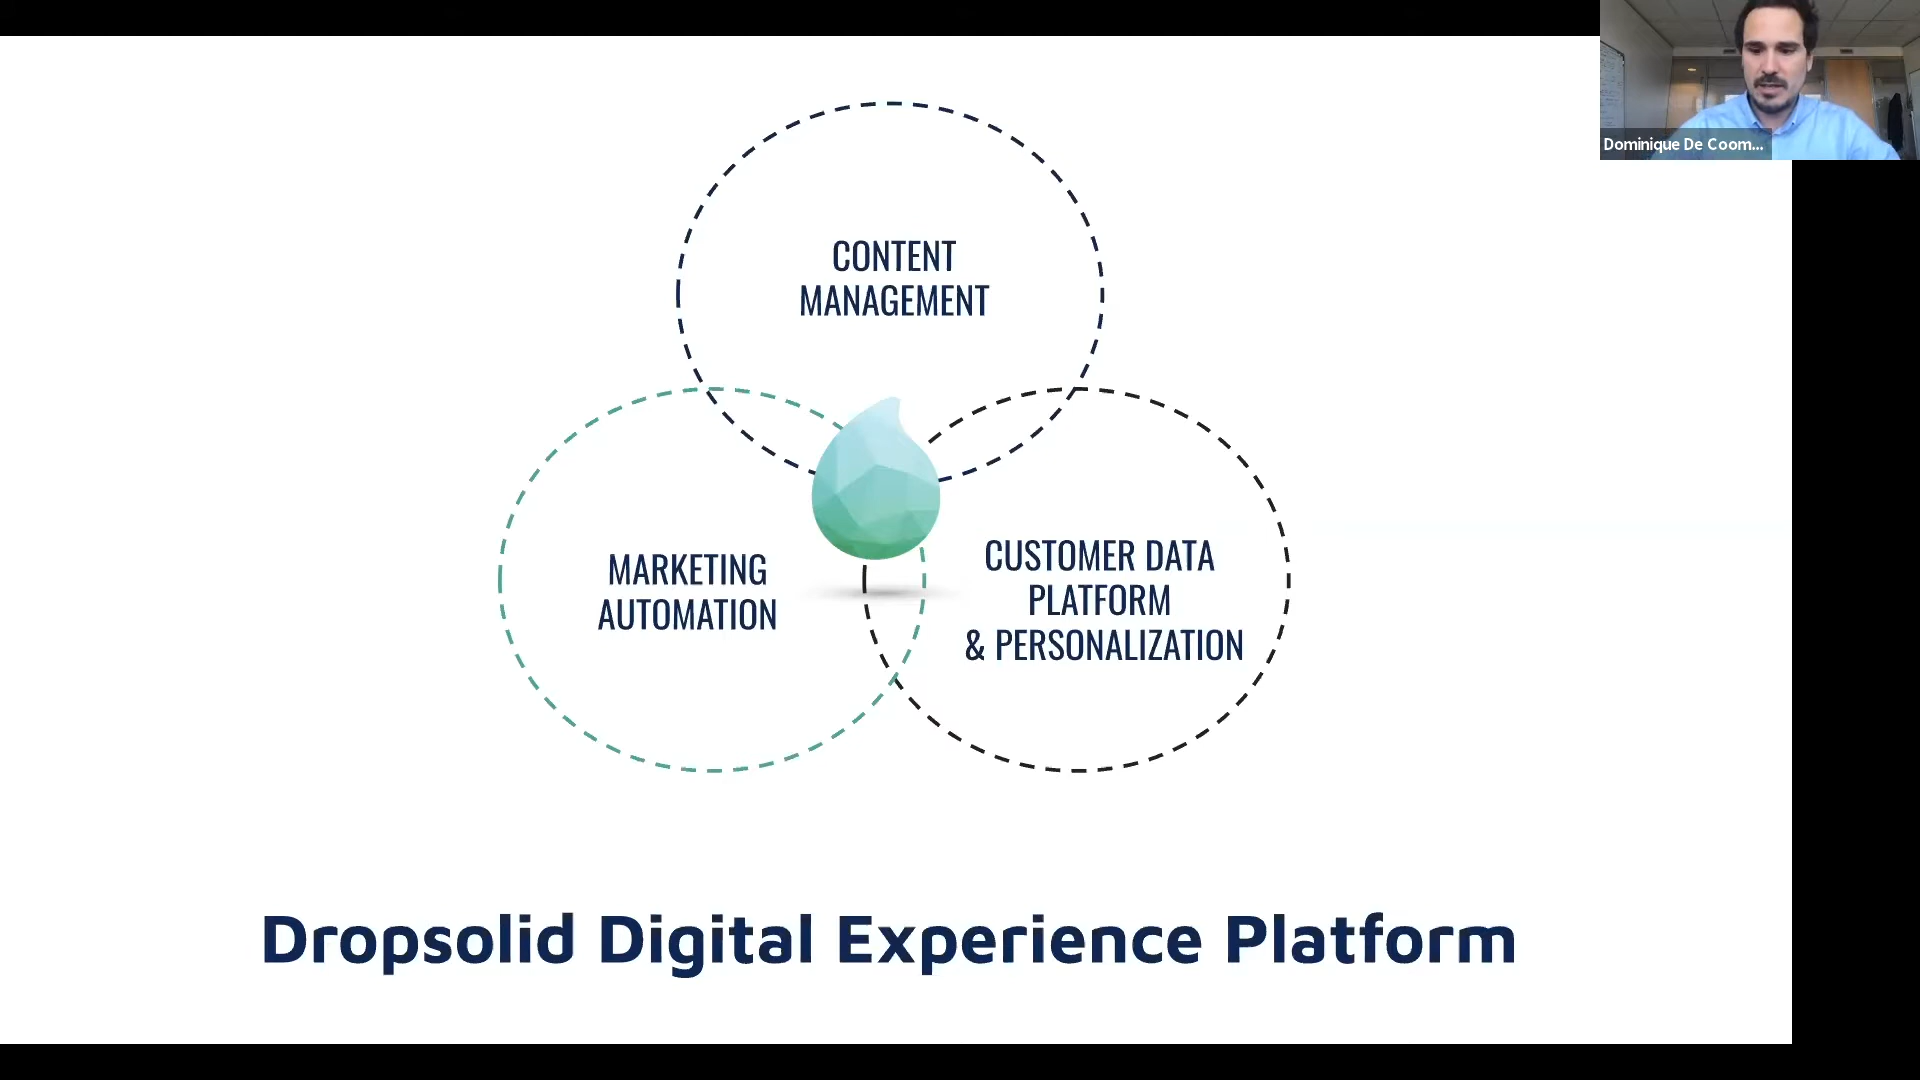 Dominique De Coom...
CONTENT
MANAGEMENT
MARKETING
AUTOMATION
CUSTOMER DATA
PLATFORM
& PERSONALIZATION
Dropsolid Digital Experience Platform